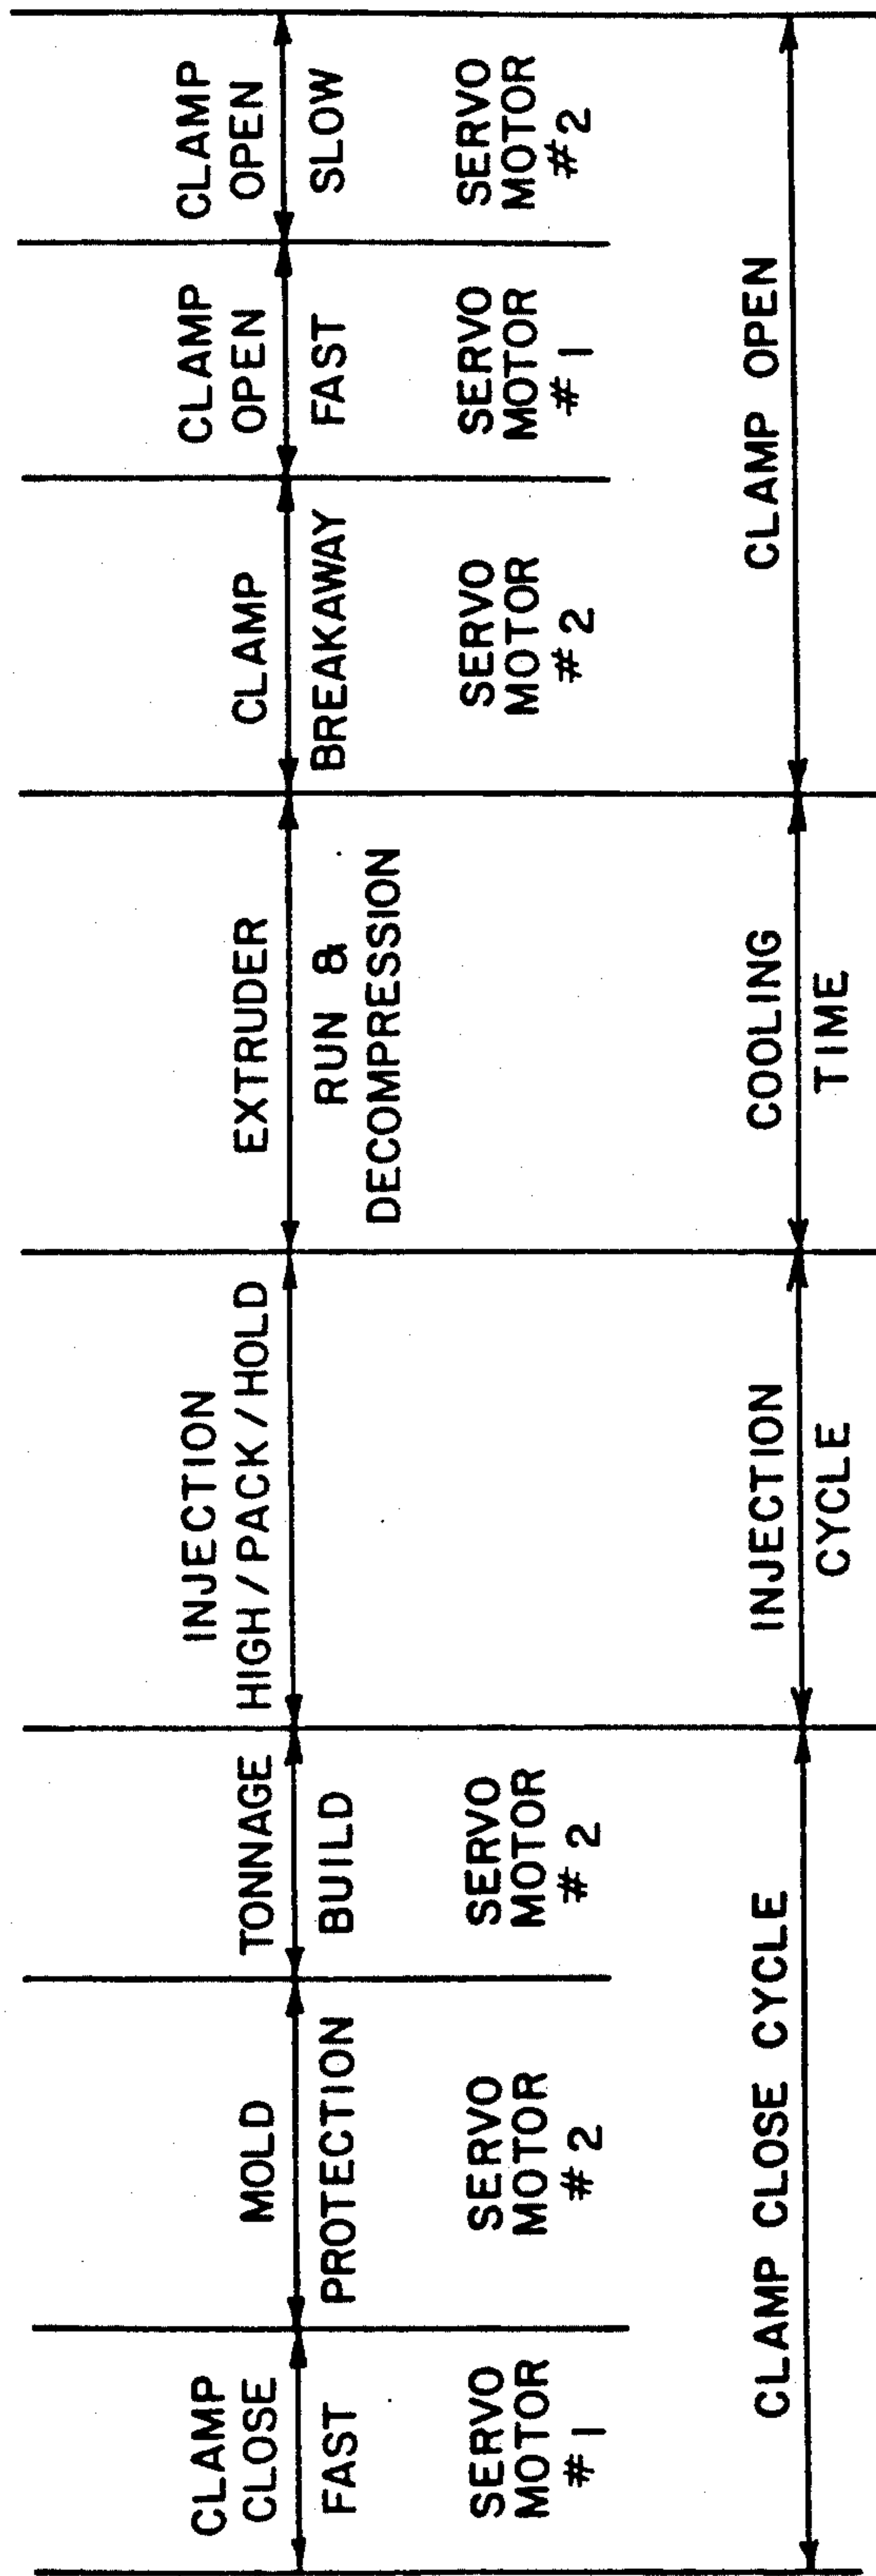 CLAMP
CLOSE
FAST
SERVO
MOTOR
#1
MOLD
PROTECTION
SERVO
MOTOR
#2
TONNAGE
BUILD
SERVO
MOTOR
#2
INJECTION
HIGH/PACK/HOLD
EXTRUDER
RUN &
DECOMPRESSION
CLAMP
BREAKAWAY
SERVO
MOTOR
#2
CLAMP
OPEN
FAST
SERVO
MOTOR
#1
CLAMP
OPEN
SLOW
SERVO
MOTOR
#2
CLAMP CLOSE CYCLE
INJECTION
CYCLE
COOLING
TIME
CLAMP OPEN